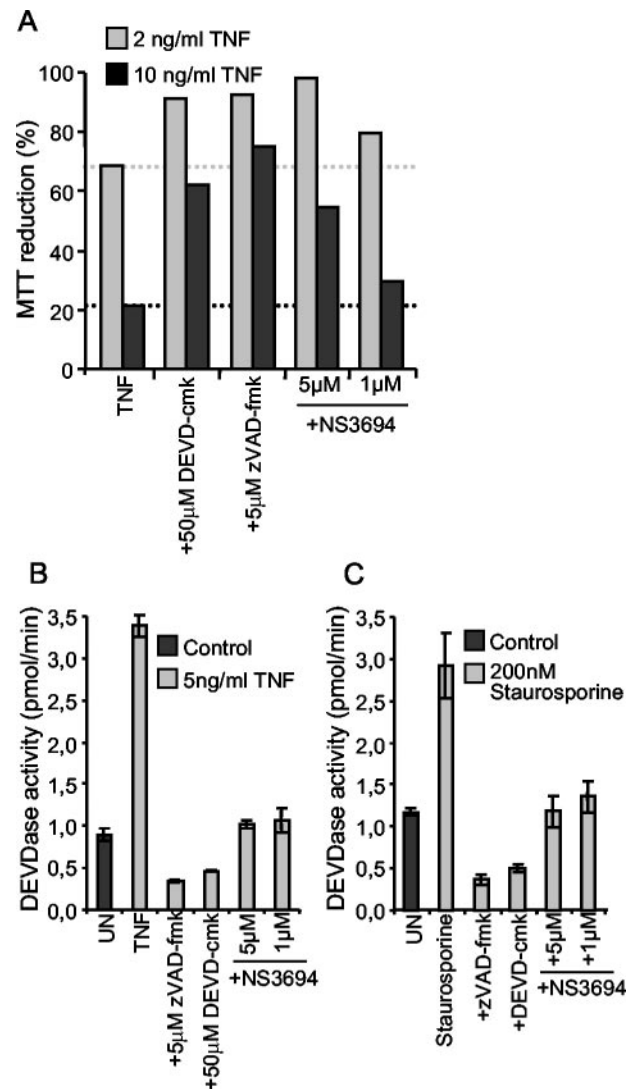 A
2 ng/ml TNF
10 ng/ml TNF
MTT reduction (%)
100
80
60
40
20
0
TNF
+50μM DEVD-cmk
+5μM zVAD-fmk
5μM
1μM
+NS3694
B
DEVDase activity (pmol/min)
3,5
3,0
2,5
2,0
1,5
1,0
0,5
0,0
Control
5ng/ml TNF
UN
TNF
+5μM zVAD-fmk
+50μM DEVD-cmk
5μM
1μM
+NS3694
C
DEVDase activity (pmol/min)
3,5
3,0
2,5
2,0
1,5
1,0
0,5
0,0
Control
200nM
Staurosporine
UN
Staurosporine
+zVAD-fmk
+DEVD-cmk
+5μM
+1μM
+NS3694